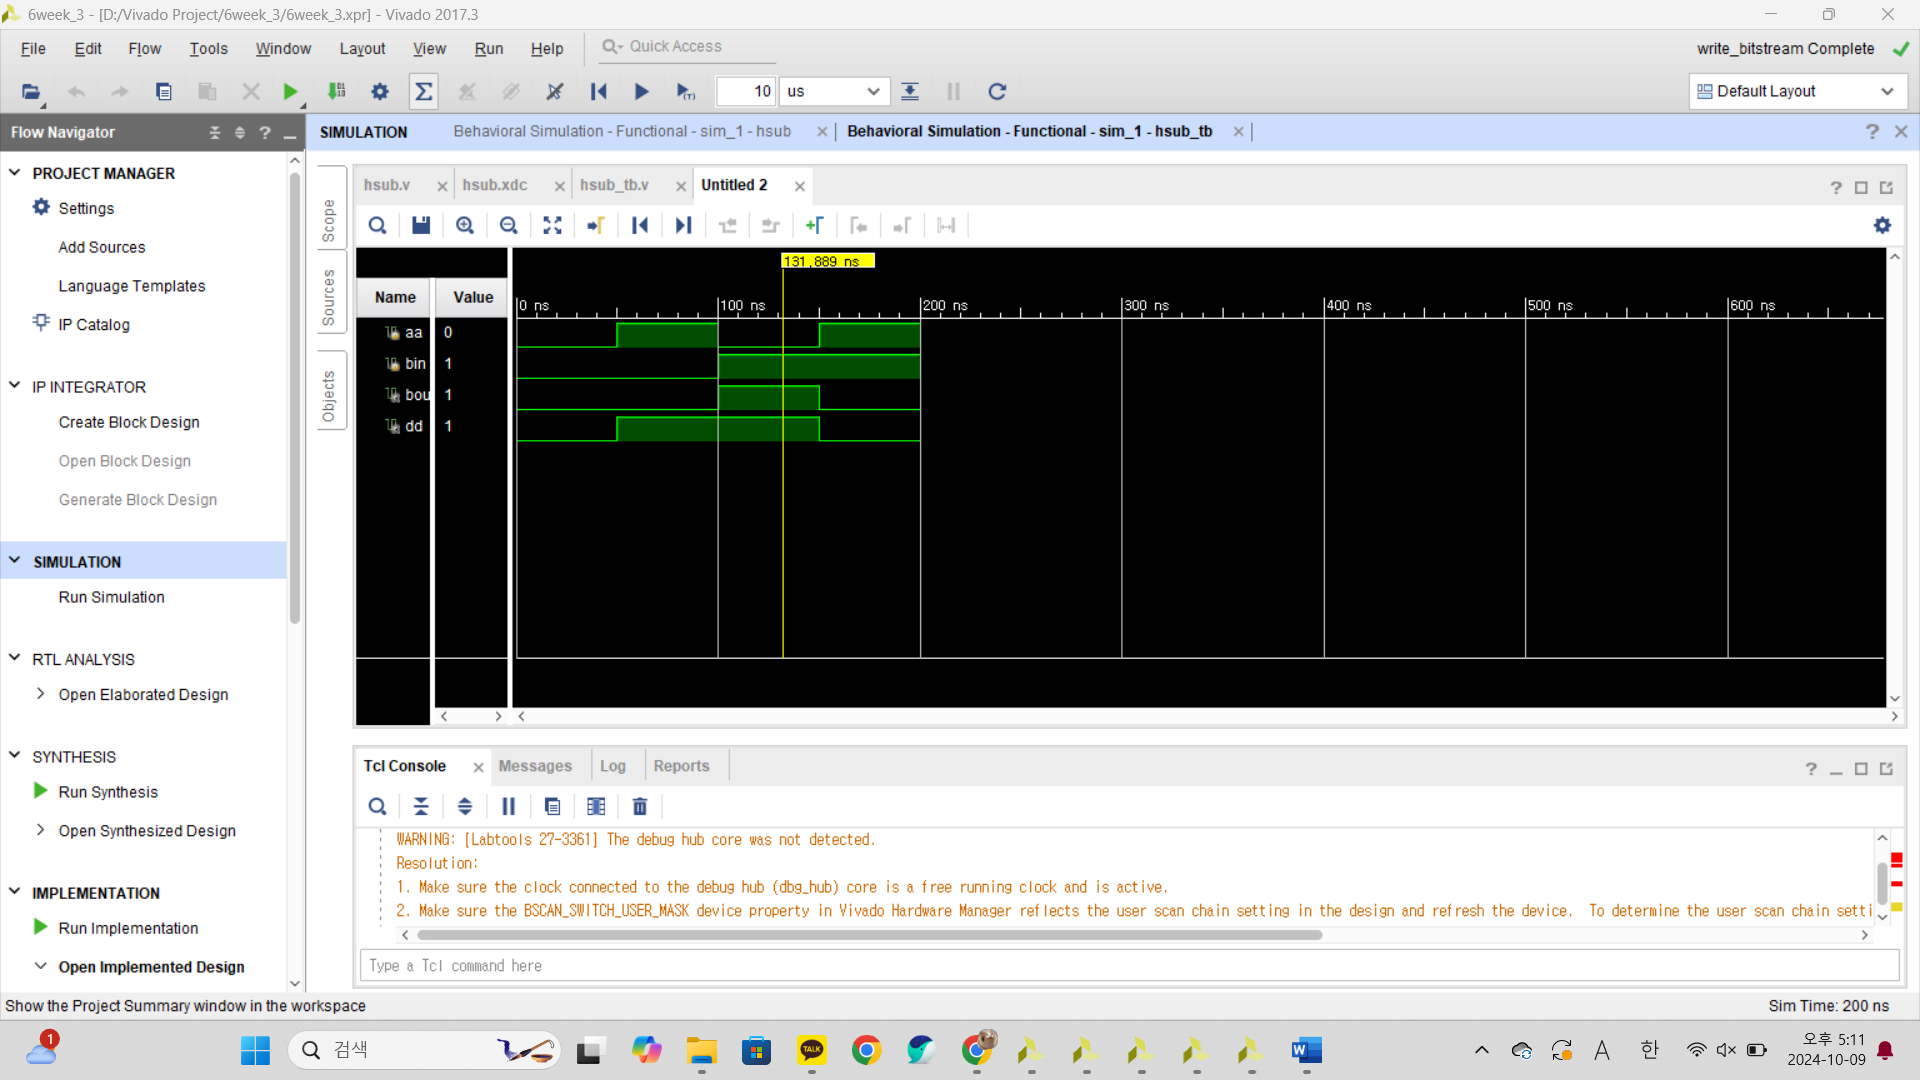 6week_3 - [D:/Vivado Project/6week_3/6week_3.xpr] - Vivado 2017.3
File Edit Flow Tools Window Layout View Run Help Quick Access
write_bitstream Complete
10 us
Default Layout
Flow Navigator
SIMULATION Behavioral Simulation - Functional - sim_1 - hsub Behavioral Simulation - Functional - sim_1 - hsub_tb
PROJECT MANAGER
Settings
Add Sources
Language Templates
IP Catalog
IP INTEGRATOR
Create Block Design
Open Block Design
Generate Block Design
SIMULATION
Run Simulation
RTL ANALYSIS
Open Elaborated Design
SYNTHESIS
Run Synthesis
Open Synthesized Design
IMPLEMENTATION
Run Implementation
Open Implemented Design
Scope
Sources
Objects
hsub.v hsub.xdc hsub_tb.v Untitled 2
131.889 ns
Name Value
0 ns 100 ns 200 ns 300 ns 400 ns 500 ns 600 ns
aa 0
bin 1
bou 1
dd 1
Tcl Console Messages Log Reports
WARNING: [Labtools 27-3361] The debug hub core was not detected.
Resolution:
1. Make sure the clock connected to the debug hub (dbg_hub) core is a free running clock and is active.
2. Make sure the BSCAN_SWITCH_USER_MASK device property in Vivado Hardware Manager reflects the user scan chain setting in the design and refresh the device.  To determine the user scan chain setti
Type a Tcl command here
Show the Project Summary window in the workspace
Sim Time: 200 ns
1
검색
TALK
W
A 한
오후 5:11
2024-10-09